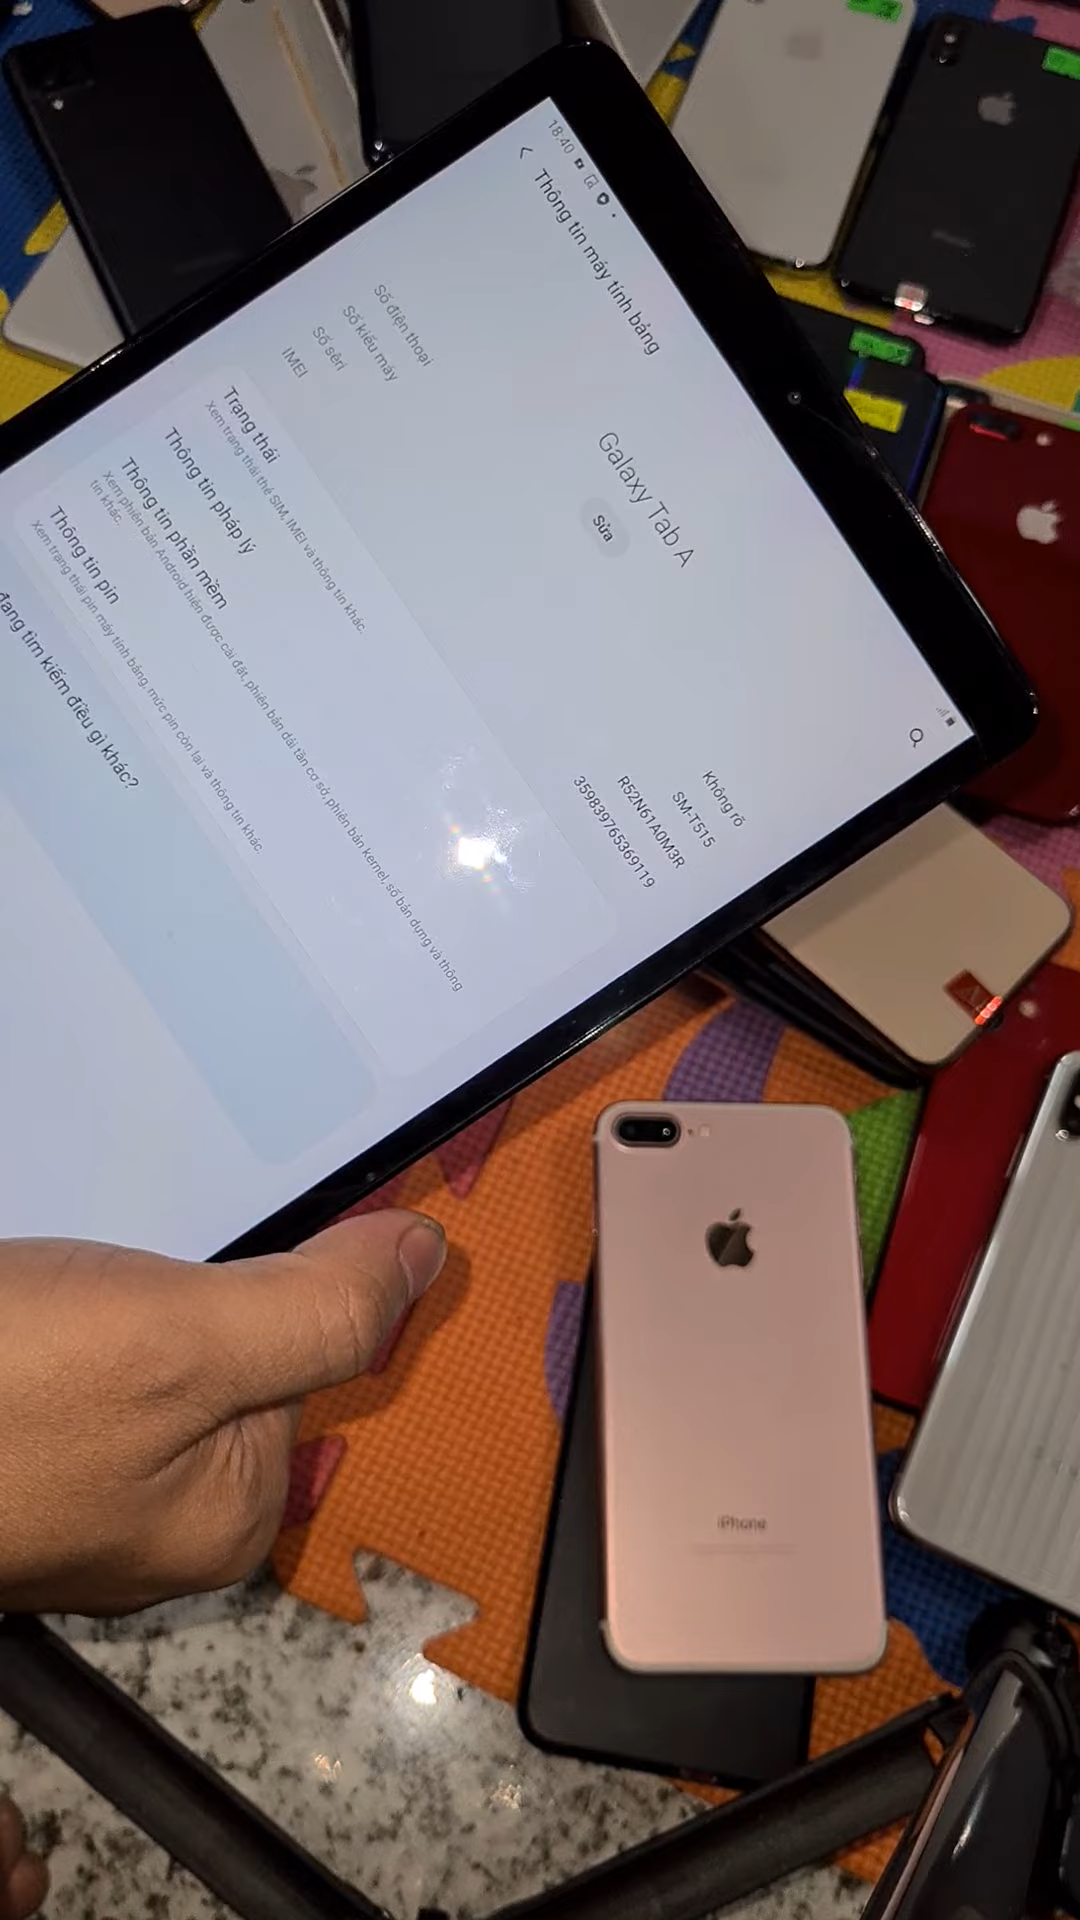 18:40
Thông tin máy tính bảng
Galaxy Tab A
Sửa
Số điện thoại Không rõ
Số kiểu máy SM-T515
Số sêri R52N61A0M3R
IMEI 359839765369119
Trạng thái
Xem trạng thái thẻ SIM, IMEI và thông tin khác.
Thông tin pháp lý
Thông tin phần mềm
Xem phiên bản Android hiện được cài đặt, phiên bản dải tần cơ sở, phiên bản kernel, số bản dựng và thông
tin khác.
Thông tin pin
Xem trạng thái pin máy tính bảng, mức pin còn lại và thông tin khác.
đang tìm kiếm điều gì khác?
iPhone